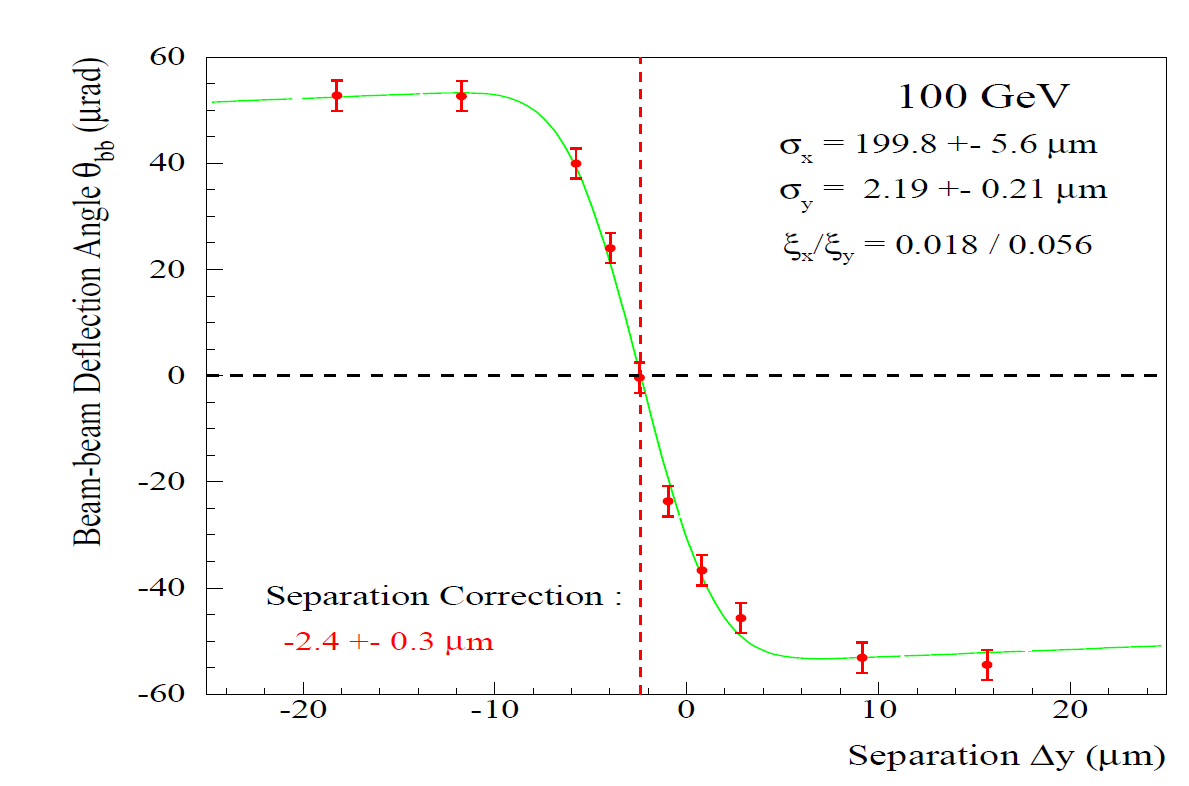 Beam-beam Deflection Angle θbb (μrad)
60
40
20
0
-20
-40
-60
100 GeV
σx = 199.8 +- 5.6 μm
σy = 2.19 +- 0.21 μm
ξx/ξy = 0.018 / 0.056
Separation Correction :
-2.4 +- 0.3 μm
-20 -10 0 10 20
Separation Δy (μm)